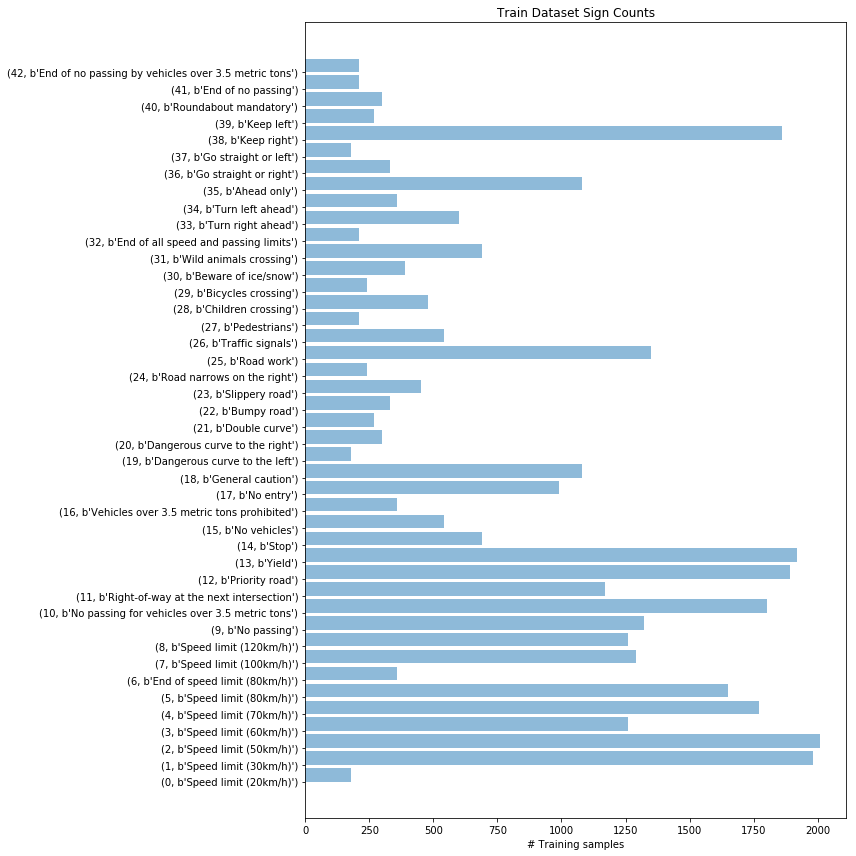 Train Dataset Sign Counts
(42, b'End of no passing by vehicles over 3.5 metric tons')
(41, b'End of no passing')
(40, b'Roundabout mandatory')
(39, b'Keep left')
(38, b'Keep right')
(37, b'Go straight or left')
(36, b'Go straight or right')
(35, b'Ahead only')
(34, b'Turn left ahead')
(33, b'Turn right ahead')
(32, b'End of all speed and passing limits')
(31, b'Wild animals crossing')
(30, b'Beware of ice/snow')
(29, b'Bicycles crossing')
(28, b'Children crossing')
(27, b'Pedestrians')
(26, b'Traffic signals')
(25, b'Road work')
(24, b'Road narrows on the right')
(23, b'Slippery road')
(22, b'Bumpy road')
(21, b'Double curve')
(20, b'Dangerous curve to the right')
(19, b'Dangerous curve to the left')
(18, b'General caution')
(17, b'No entry')
(16, b'Vehicles over 3.5 metric tons prohibited')
(15, b'No vehicles')
(14, b'Stop')
(13, b'Yield')
(12, b'Priority road')
(11, b'Right-of-way at the next intersection')
(10, b'No passing for vehicles over 3.5 metric tons')
(9, b'No passing')
(8, b'Speed limit (120km/h)')
(7, b'Speed limit (100km/h)')
(6, b'End of speed limit (80km/h)')
(5, b'Speed limit (80km/h)')
(4, b'Speed limit (70km/h)')
(3, b'Speed limit (60km/h)')
(2, b'Speed limit (50km/h)')
(1, b'Speed limit (30km/h)')
(0, b'Speed limit (20km/h)')
0 250 500 750 1000 1250 1500 1750 2000
# Training samples